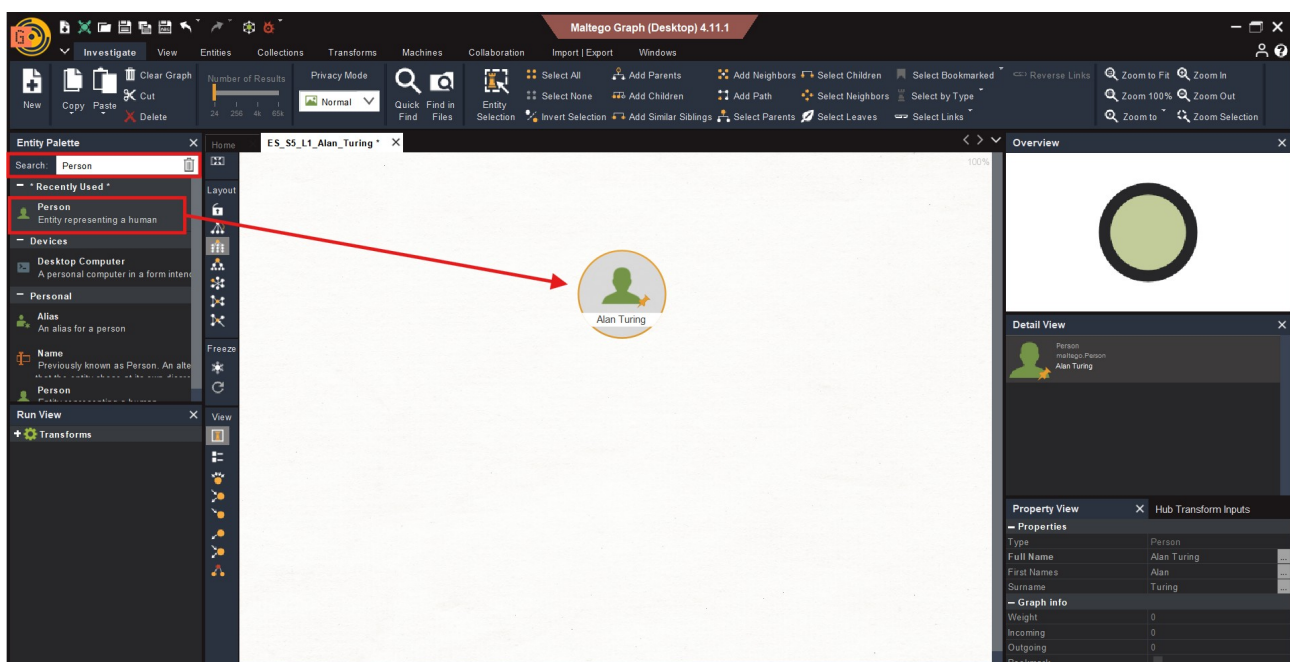 Maltego Graph (Desktop) 4.11.1
Investigate View Entities Collections Transforms Machines Collaboration Import | Export Windows
New
Copy Paste
Clear Graph
Cut
Delete
Number of Results
24 256 4k 65k
Privacy Mode
Normal
Quick Find
Find in Files
Entity Selection
Select All
Select None
Invert Selection
Add Parents
Add Children
Add Similar Siblings
Add Neighbors
Add Path
Select Parents
Select Children
Select Neighbors
Select Leaves
Select Bookmarked
Select by Type
Select Links
Reverse Links
Zoom to Fit
Zoom 100%
Zoom to
Zoom In
Zoom Out
Zoom Selection
Entity Palette
Search: Person
* Recently Used *
Person
Entity representing a human
Devices
Desktop Computer
A personal computer in a form intend
Personal
Alias
An alias for a person
Name
Previously known as Person. An alte
Person
Run View
Transforms
Home
ES_S5_L1_Alan_Turing *
Layout
Freeze
View
100%
Alan Turing
Overview
Detail View
Person
maltego.Person
Alan Turing
Property View Hub Transform Inputs
Properties
Type Person
Full Name Alan Turing
First Names Alan
Surname Turing
Graph info
Weight 0
Incoming 0
Outgoing 0